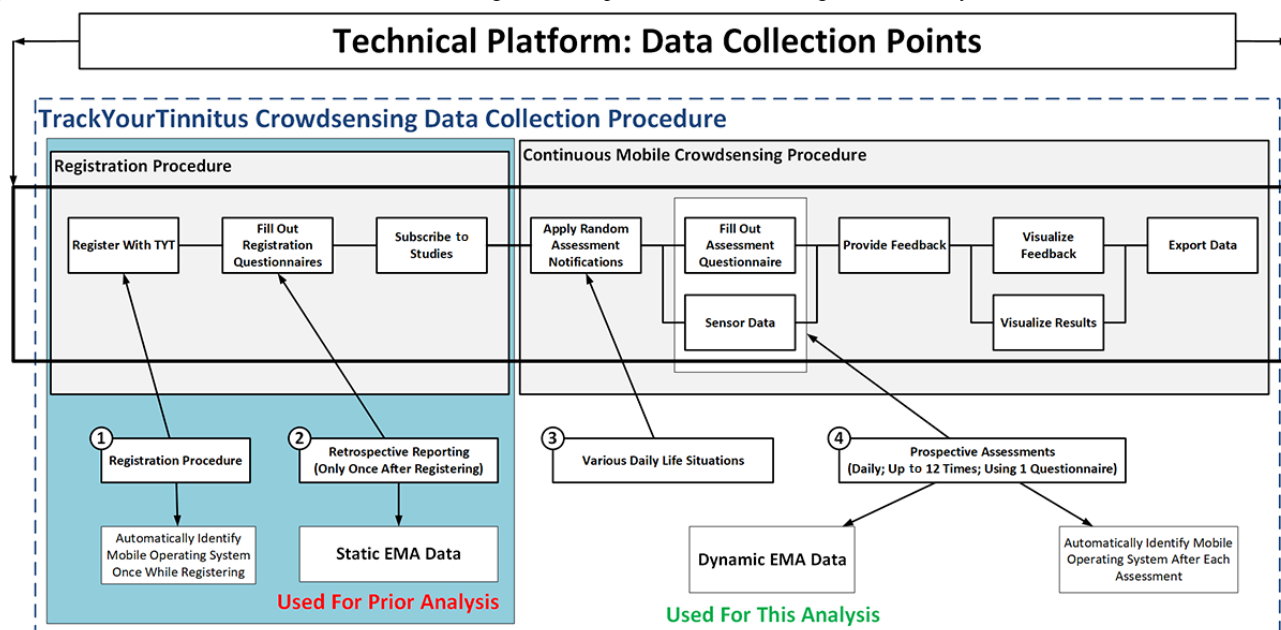 Technical Platform: Data Collection Points
TrackYourTinnitus Crowdsensing Data Collection Procedure
Registration Procedure
Continuous Mobile Crowdsensing Procedure
Register With TYT
Fill Out
Registration
Questionnaires
Subscribe to
Studies
Apply Random
Assessment
Notifications
Fill Out
Assessment
Questionnaire
Sensor Data
Provide Feedback
Visualize
Feedback
Visualize Results
Export Data
1
Registration Procedure
2
Retrospective Reporting
(Only Once After Registering)
3
Various Daily Life Situations
4
Prospective Assessments
(Daily; Up to 12 Times; Using 1 Questionnaire)
Automatically Identify
Mobile Operating System
Once While Registering
Static EMA Data
Dynamic EMA Data
Automatically Identify Mobile
Operating System After Each
Assessment
Used For Prior Analysis
Used For This Analysis